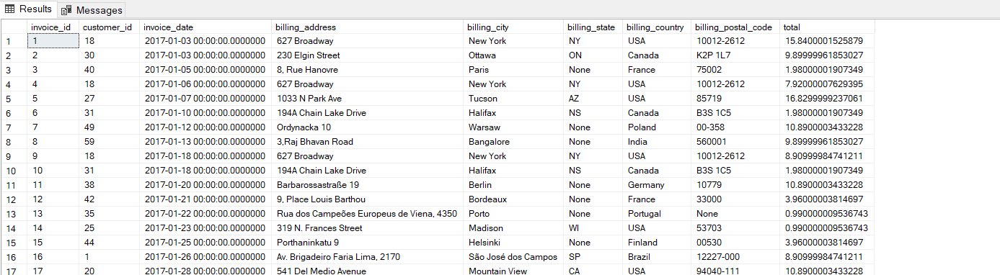 Results Messages
invoice_id customer_id invoice_date billing_address billing_city billing_state billing_country billing_postal_code total
1 1 18 2017-01-03 00:00:00.0000000 627 Broadway New York NY USA 10012-2612 15.8400001525879
2 2 30 2017-01-03 00:00:00.0000000 230 Elgin Street Ottawa ON Canada K2P 1L7 9.89999961853027
3 3 40 2017-01-05 00:00:00.0000000 8, Rue Hanovre Paris None France 75002 1.98000001907349
4 4 18 2017-01-06 00:00:00.0000000 627 Broadway New York NY USA 10012-2612 7.92000007629395
5 5 27 2017-01-07 00:00:00.0000000 1033 N Park Ave Tucson AZ USA 85719 16.8299999237061
6 6 31 2017-01-10 00:00:00.0000000 194A Chain Lake Drive Halifax NS Canada B3S 1C5 1.98000001907349
7 7 49 2017-01-12 00:00:00.0000000 Ordynacka 10 Warsaw None Poland 00-358 10.8900003433228
8 8 59 2017-01-13 00:00:00.0000000 3,Raj Bhavan Road Bangalore None India 560001 9.89999961853027
9 9 18 2017-01-18 00:00:00.0000000 627 Broadway New York NY USA 10012-2612 8.90999984741211
10 10 31 2017-01-18 00:00:00.0000000 194A Chain Lake Drive Halifax NS Canada B3S 1C5 1.98000001907349
11 11 38 2017-01-20 00:00:00.0000000 Barbarossastraße 19 Berlin None Germany 10779 10.8900003433228
12 12 42 2017-01-21 00:00:00.0000000 9, Place Louis Barthou Bordeaux None France 33000 3.96000003814697
13 13 35 2017-01-22 00:00:00.0000000 Rua dos Campeões Europeus de Viena, 4350 Porto None Portugal None 0.990000009536743
14 14 25 2017-01-23 00:00:00.0000000 319 N. Frances Street Madison WI USA 53703 0.990000009536743
15 15 44 2017-01-25 00:00:00.0000000 Porthaninkatu 9 Helsinki None Finland 00530 3.96000003814697
16 16 1 2017-01-26 00:00:00.0000000 Av. Brigadeiro Faria Lima, 2170 São José dos Campos SP Brazil 12227-000 8.90999984741211
17 17 20 2017-01-28 00:00:00.0000000 541 Del Medio Avenue Mountain View CA USA 94040-111 10.8900003433228